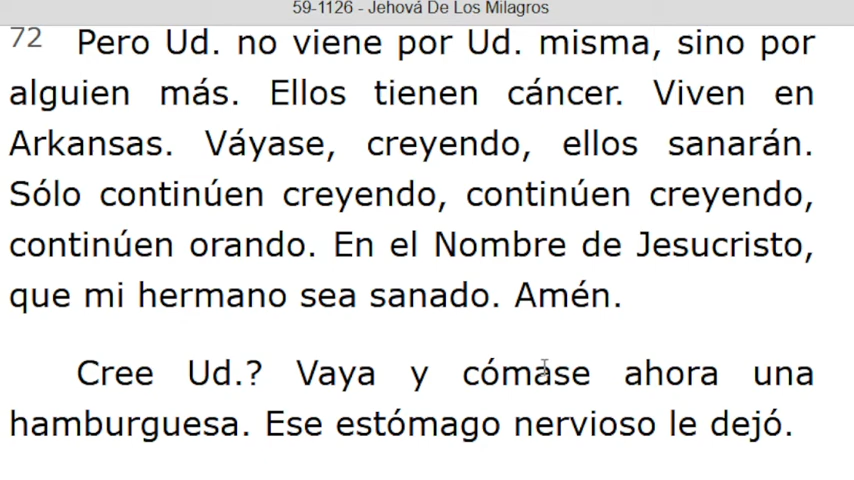 59-1126 - Jehová De Los Milagros
72 Pero Ud. no viene por Ud. misma, sino por
alguien más. Ellos tienen cáncer. Viven en
Arkansas. Váyase, creyendo, ellos sanarán.
Sólo continúen creyendo, continúen creyendo,
continúen orando. En el Nombre de Jesucristo,
que mi hermano sea sanado. Amén.
Cree Ud.? Vaya y cómase ahora una
hamburguesa. Ese estómago nervioso le dejó.